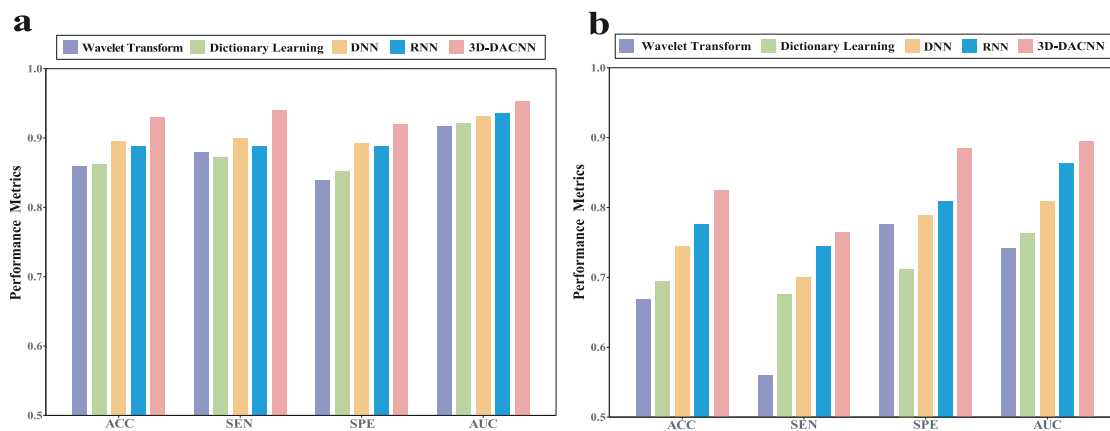 a
Wavelet Transform Dictionary Learning DNN RNN 3D-DACNN
1.0
0.9
0.8
0.7
0.6
0.5
Performance Metrics
ACC SEN SPE AUC
b
Wavelet Transform Dictionary Learning DNN RNN 3D-DACNN
1.0
0.9
0.8
0.7
0.6
0.5
Performance Metrics
ACC SEN SPE AUC